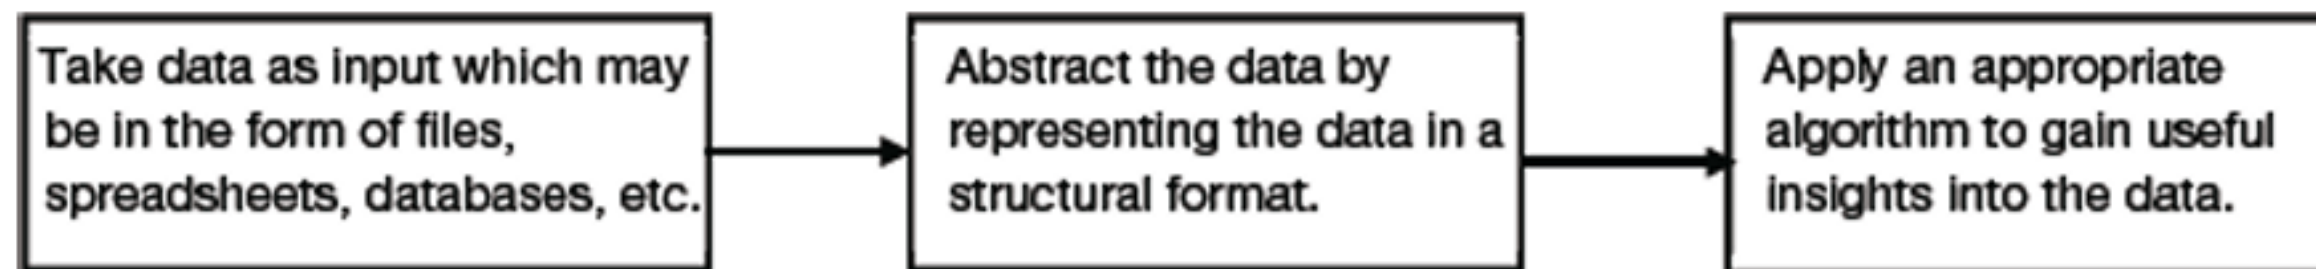 Take data as input which may
be in the form of files,
spreadsheets, databases, etc.
Abstract the data by
representing the data in a
structural format.
Apply an appropriate
algorithm to gain useful
insights into the data.